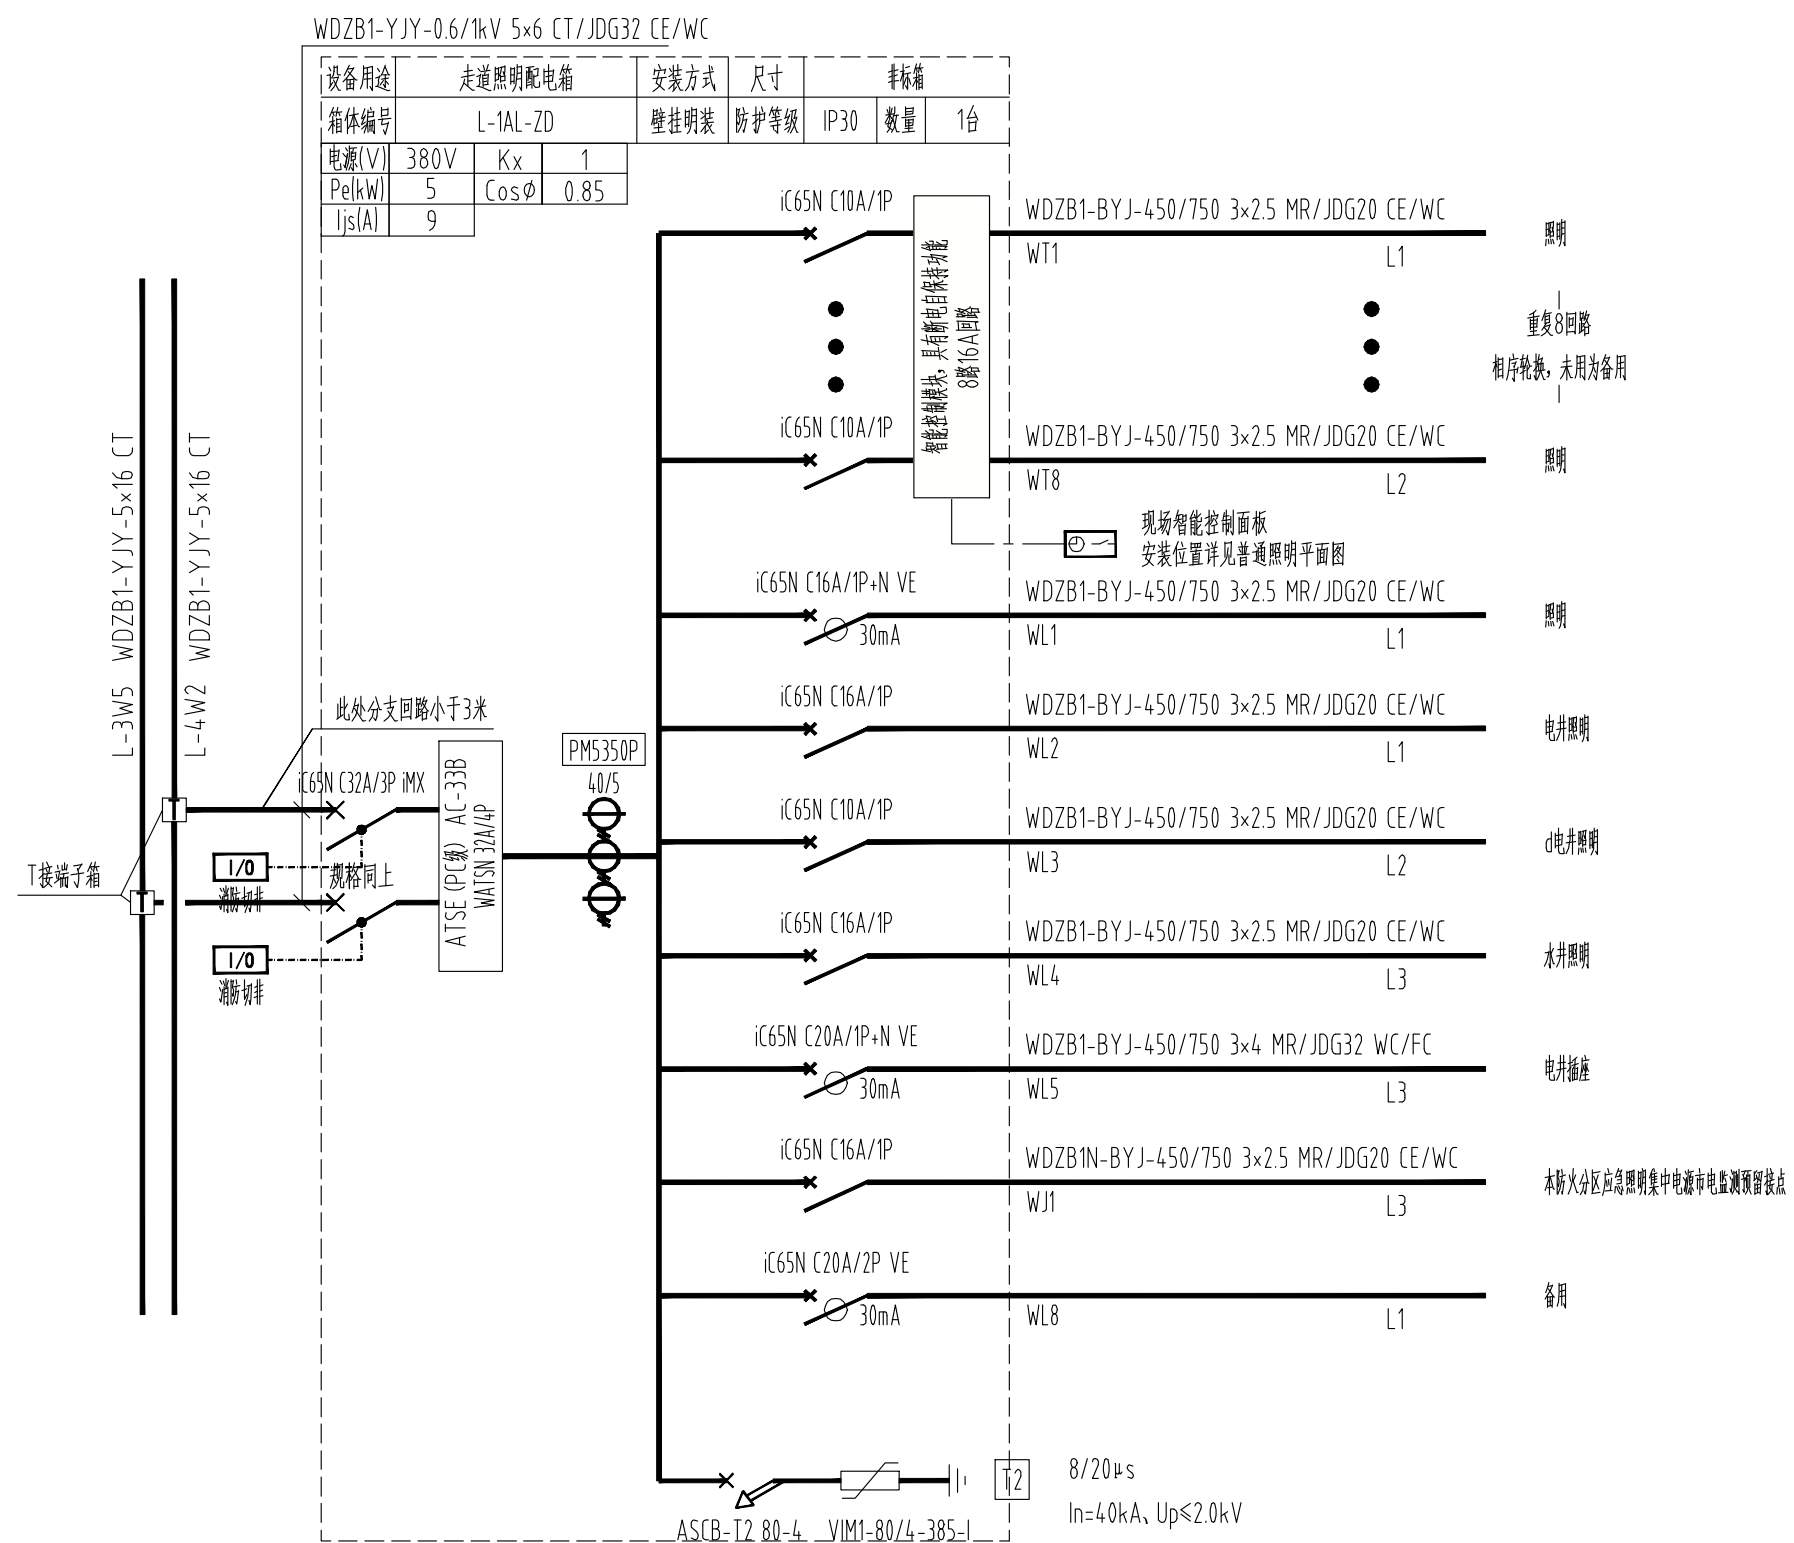 WDZB1-YJY-0.6/1kV 5×6 CT/JDG32 CE/WC
设备用途 走道照明配电箱 安装方式 尺寸 非标箱
箱体编号 L-1AL-ZD 壁挂明装 防护等级 IP30 数量 1台
电源(V) 380V Kx 1
Pe(kW) 5 CosØ 0.85
Ijs(A) 9
iC65N C10A/1P
WDZB1-BYJ-450/750 3×2.5 MR/JDG20 CE/WC
WT1 L1
照明
智能控制模块，具有断电自保持功能
8路16A回路
重复8回路
相序轮换，未用为备用
iC65N C10A/1P
WDZB1-BYJ-450/750 3×2.5 MR/JDG20 CE/WC
WT8 L2
照明
现场智能控制面板
安装位置详见普通照明平面图
iC65N C16A/1P+N VE
30mA
WDZB1-BYJ-450/750 3×2.5 MR/JDG20 CE/WC
WL1 L1
照明
iC65N C16A/1P
WDZB1-BYJ-450/750 3×2.5 MR/JDG20 CE/WC
WL2 L1
电井照明
iC65N C10A/1P
WDZB1-BYJ-450/750 3×2.5 MR/JDG20 CE/WC
WL3 L2
d电井照明
iC65N C16A/1P
WDZB1-BYJ-450/750 3×2.5 MR/JDG20 CE/WC
WL4 L3
水井照明
iC65N C20A/1P+N VE
30mA
WDZB1-BYJ-450/750 3×4 MR/JDG32 WC/FC
WL5 L3
电井插座
iC65N C16A/1P
WDZB1N-BYJ-450/750 3×2.5 MR/JDG20 CE/WC
WJ1 L3
本防火分区应急照明集中电源市电监测预留接点
iC65N C20A/2P VE
30mA
WL8 L1
备用
L-3W5 WDZB1-YJY-5×16 CT
L-4W2 WDZB1-YJY-5×16 CT
此处分支回路小于3米
iC65N C32A/3P iMX
T
T
T接端子箱
I/O
消防切非
规格同上
I/O
消防切非
ATSE(PC级) AC-33B
WATSN 32A/4P
PM5350P
40/5
ASCB-T2 80-4 VIM1-80/4-385-I
T2
8/20μs
In=40kA、Up≤2.0kV